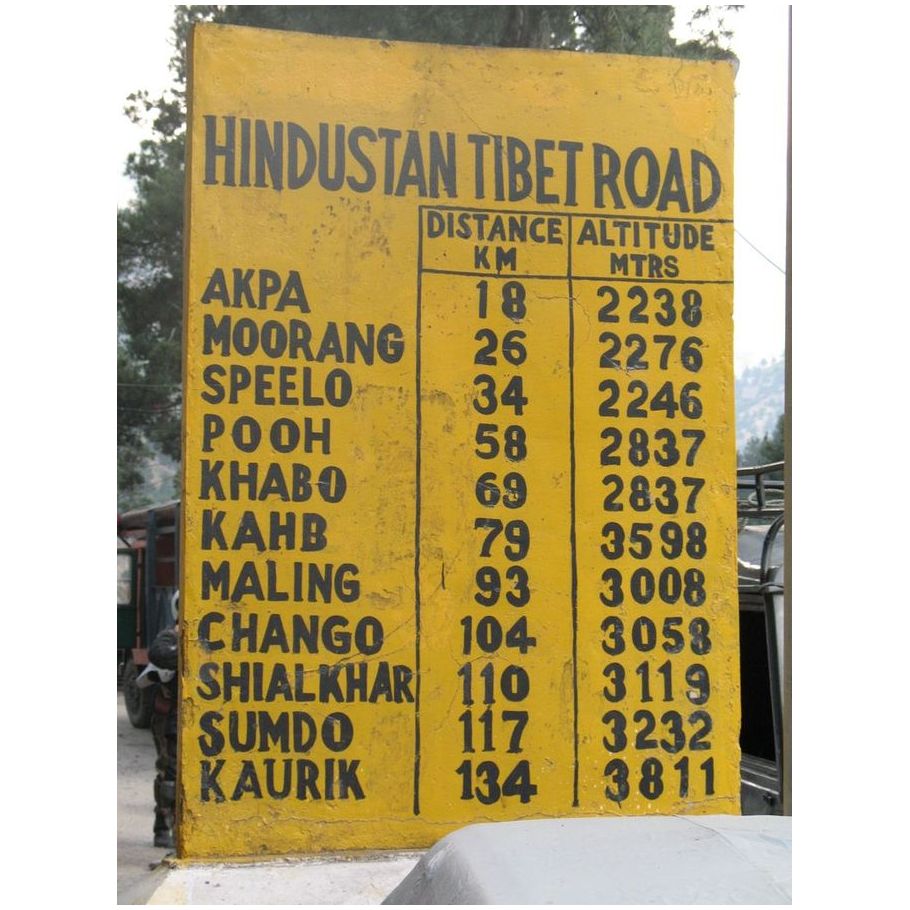 HINDUSTAN TIBET ROAD
DISTANCE KM ALTITUDE MTRS
AKPA 18 2238
MOORANG 26 2276
SPEELO 34 2246
POOH 58 2837
KHABO 69 2837
KAHB 79 3598
MALING 93 3008
CHANGO 104 3058
SHIALKHAR 110 3119
SUMDO 117 3232
KAURIK 134 3811